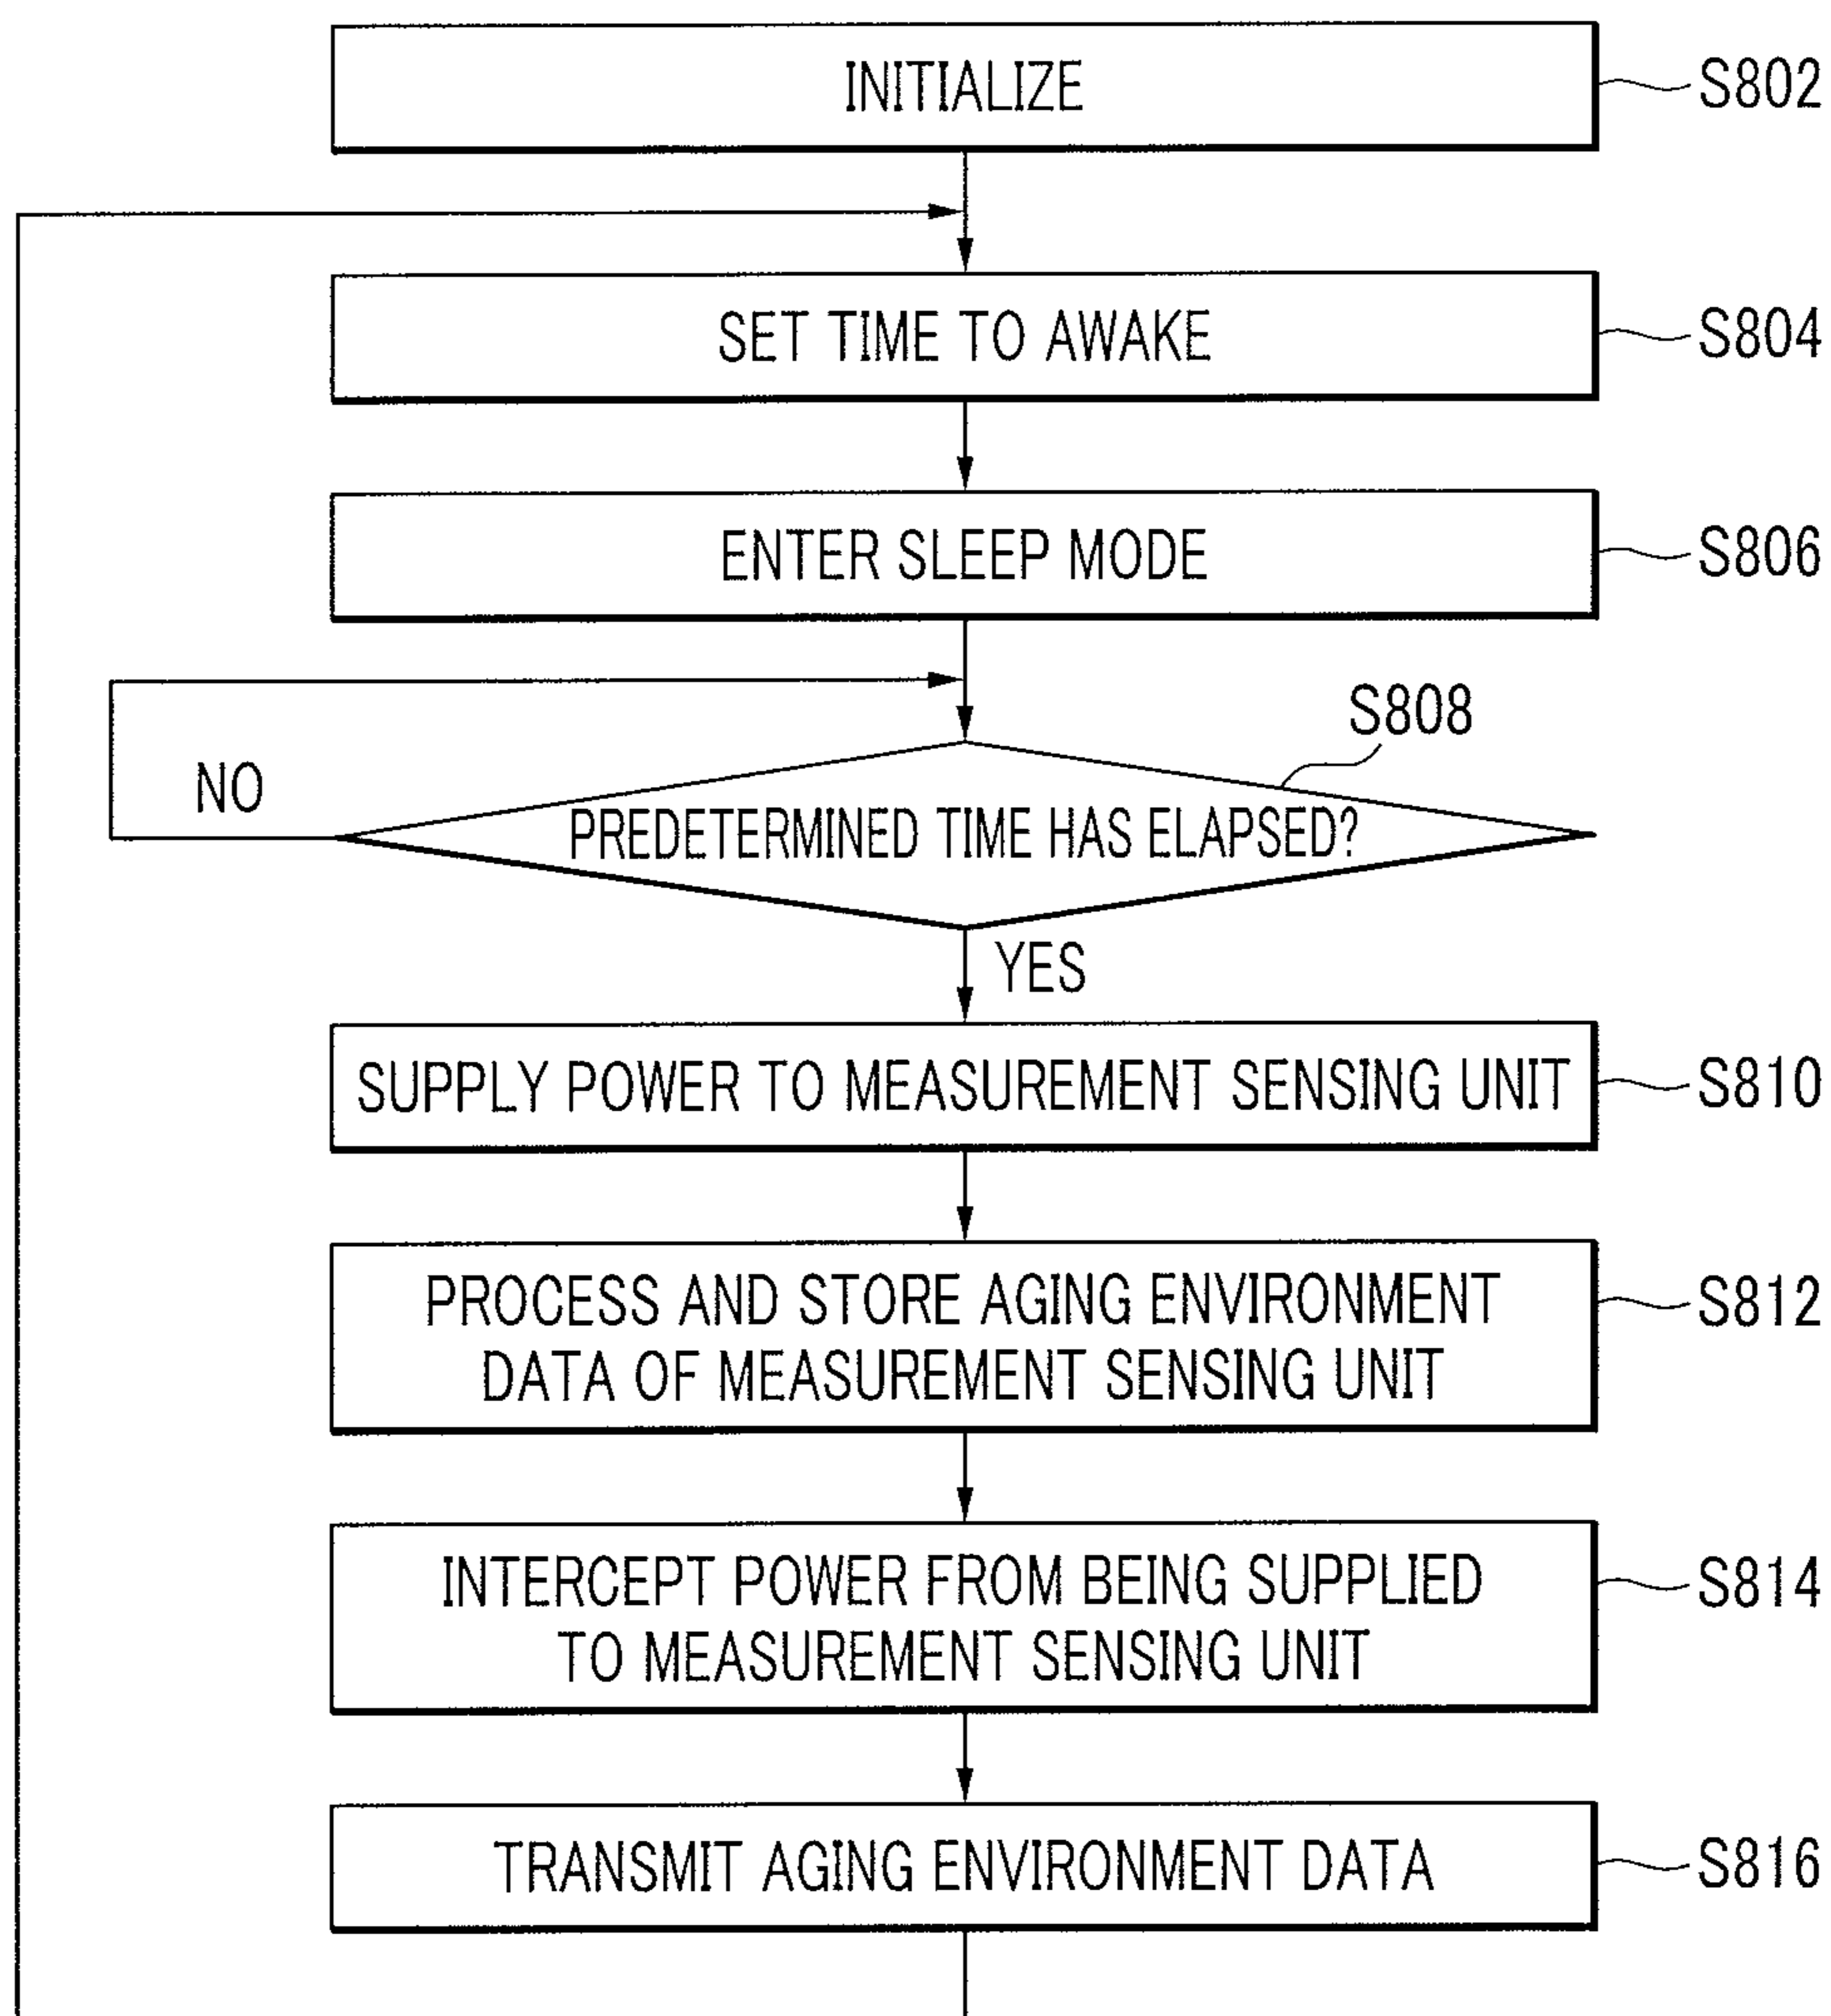 INITIALIZE
S802
SET TIME TO AWAKE
S804
ENTER SLEEP MODE
S806
S808
NO
PREDETERMINED TIME HAS ELAPSED?
YES
SUPPLY POWER TO MEASUREMENT SENSING UNIT
S810
PROCESS AND STORE AGING ENVIRONMENT
DATA OF MEASUREMENT SENSING UNIT
S812
INTERCEPT POWER FROM BEING SUPPLIED
TO MEASUREMENT SENSING UNIT
S814
TRANSMIT AGING ENVIRONMENT DATA
S816